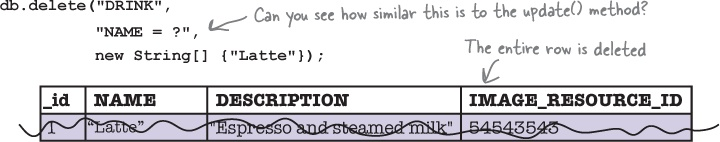 db.delete("DRINK",
Can you see how similar this is to the update() method?
"NAME = ?",
new String[] {"Latte"});
The entire row is deleted
_id NAME DESCRIPTION IMAGE_RESOURCE_ID
1 "Latte" "Espresso and steamed milk" 54543543